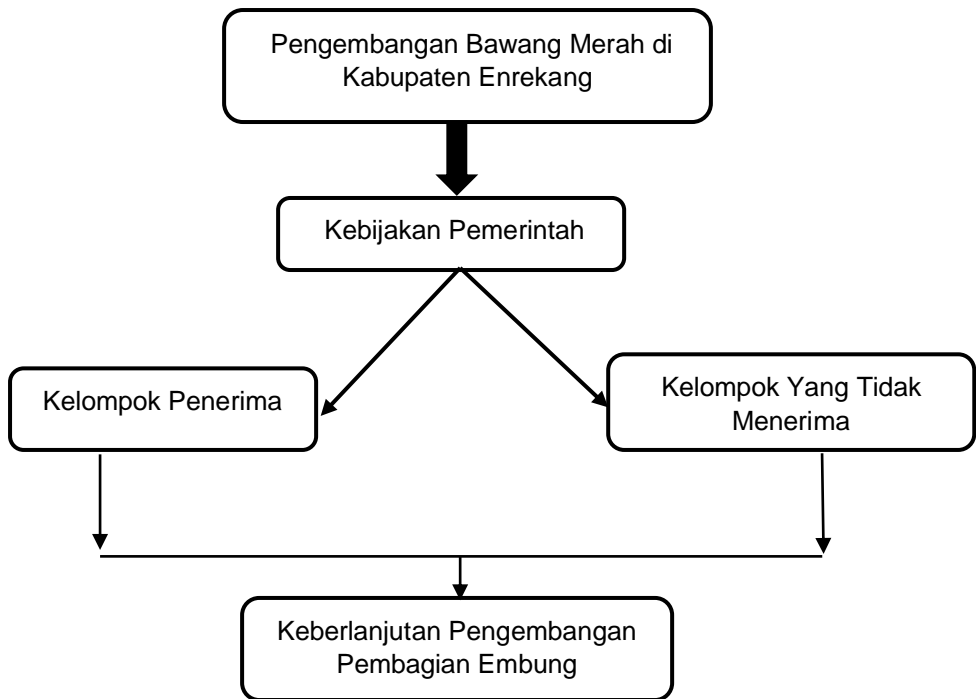 Pengembangan Bawang Merah di
Kabupaten Enrekang
Kebijakan Pemerintah
Kelompok Penerima
Kelompok Yang Tidak
Menerima
Keberlanjutan Pengembangan
Pembagian Embung